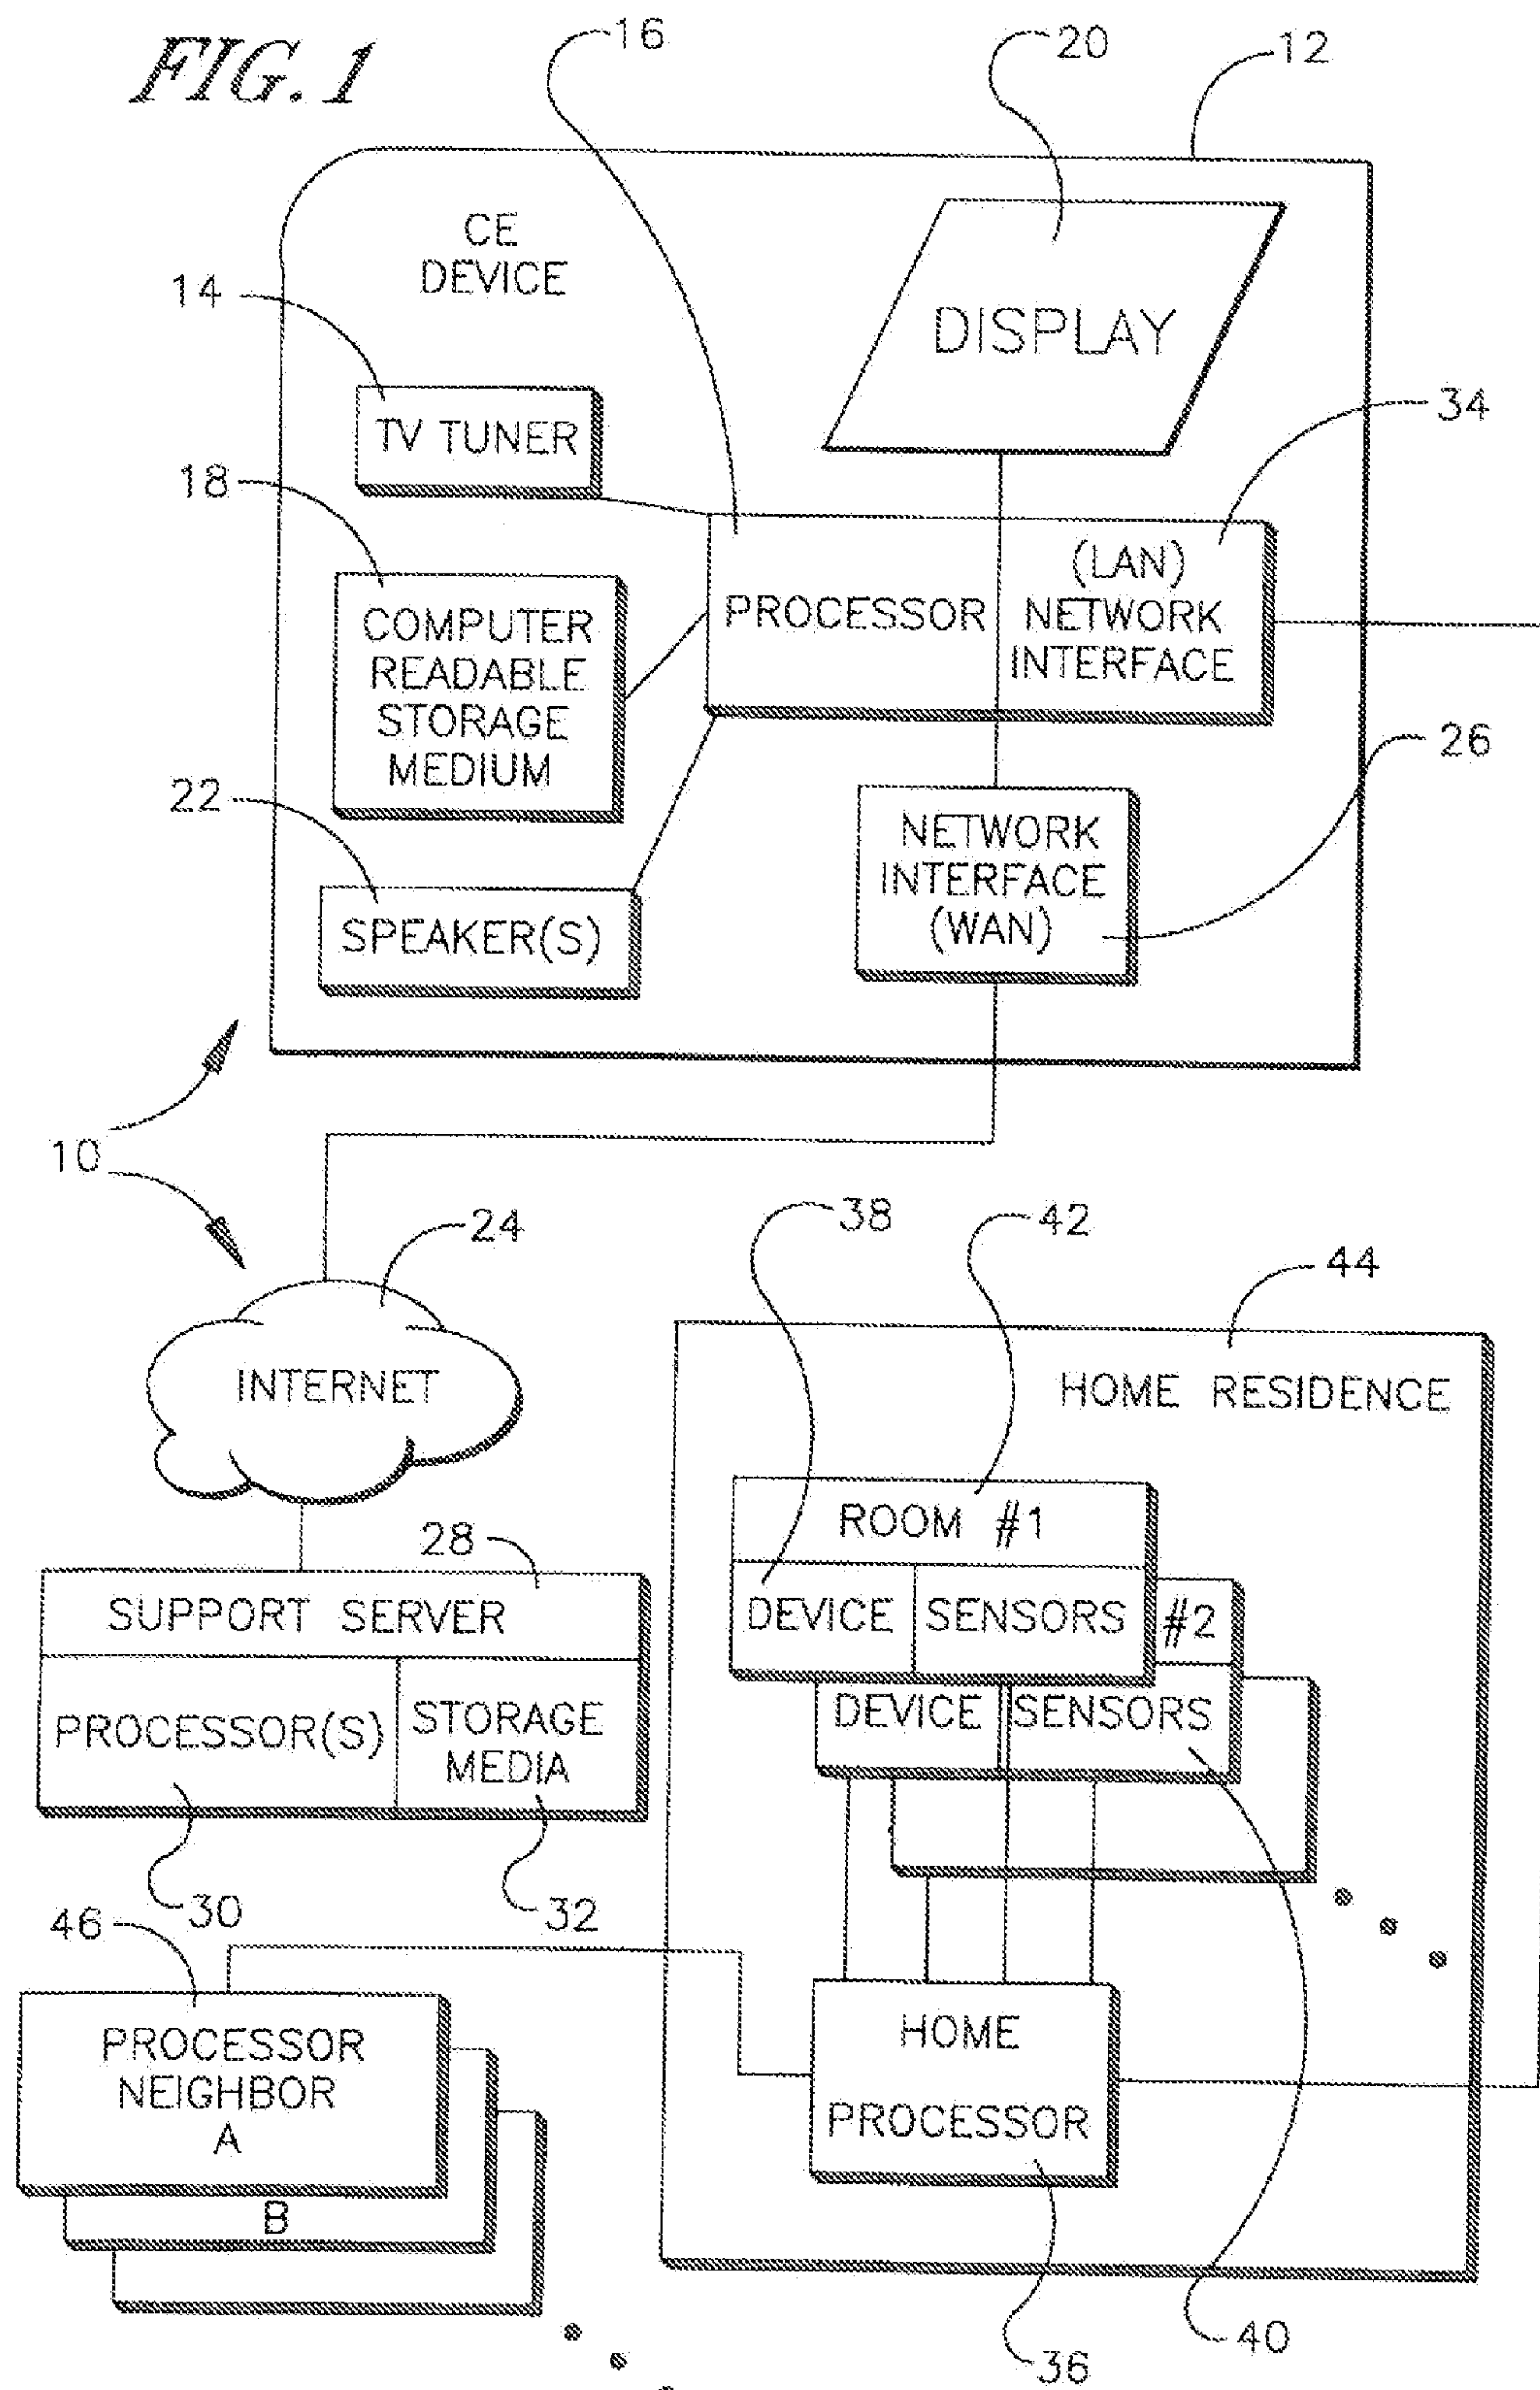 FIG. 1
16
20
12
CE
DEVICE
14
DISPLAY
34
TV TUNER
18
(LAN)
NETWORK
INTERFACE
PROCESSOR
COMPUTER
READABLE
STORAGE
MEDIUM
26
22
NETWORK
INTERFACE
(WAN)
SPEAKER(S)
10
38
42
24
44
INTERNET
HOME RESIDENCE
28
ROOM #1
SUPPORT SERVER
DEVICE
SENSORS
#2
PROCESSOR(S)
STORAGE
MEDIA
DEVICE
SENSORS
30
32
46
PROCESSOR
NEIGHBOR
A
B
HOME
PROCESSOR
40
36